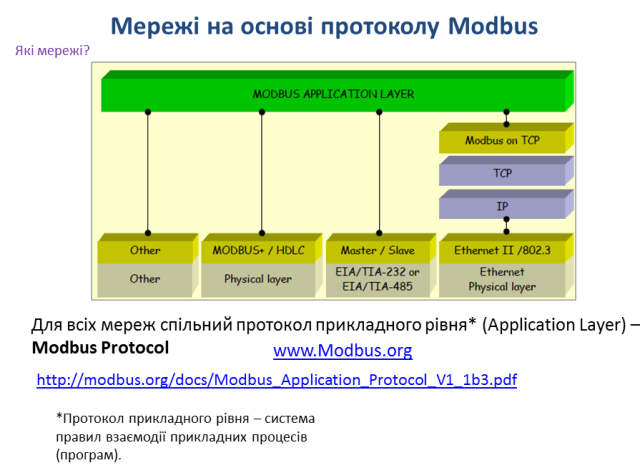 Мережі на основі протоколу Modbus
Які мережі?
MODBUS APPLICATION LAYER
Modbus on TCP
TCP
IP
Other
MODBUS+ / HDLC
Master / Slave
Ethernet II /802.3
Other
Physical layer
EIA/TIA-232 or
EIA/TIA-485
Ethernet
Physical layer
Для всіх мереж спільний протокол прикладного рівня* (Application Layer) –
Modbus Protocol
www.Modbus.org
http://modbus.org/docs/Modbus_Application_Protocol_V1_1b3.pdf
*Протокол прикладного рівня – система
правил взаємодії прикладних процесів
(програм).